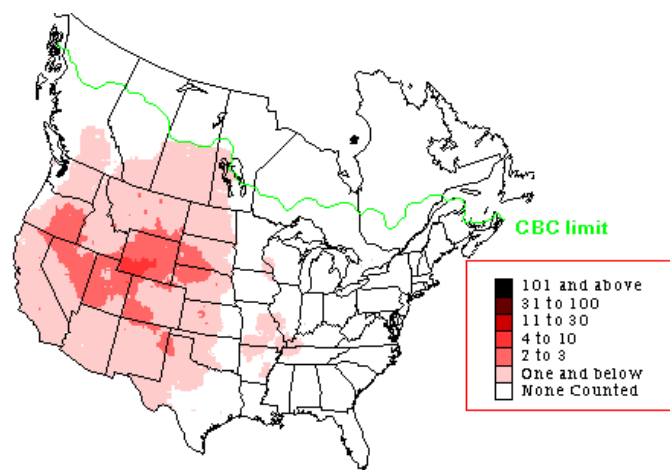 CBC limit
101 and above
31 to 100
11 to 30
4 to 10
2 to 3
One and below
None Counted